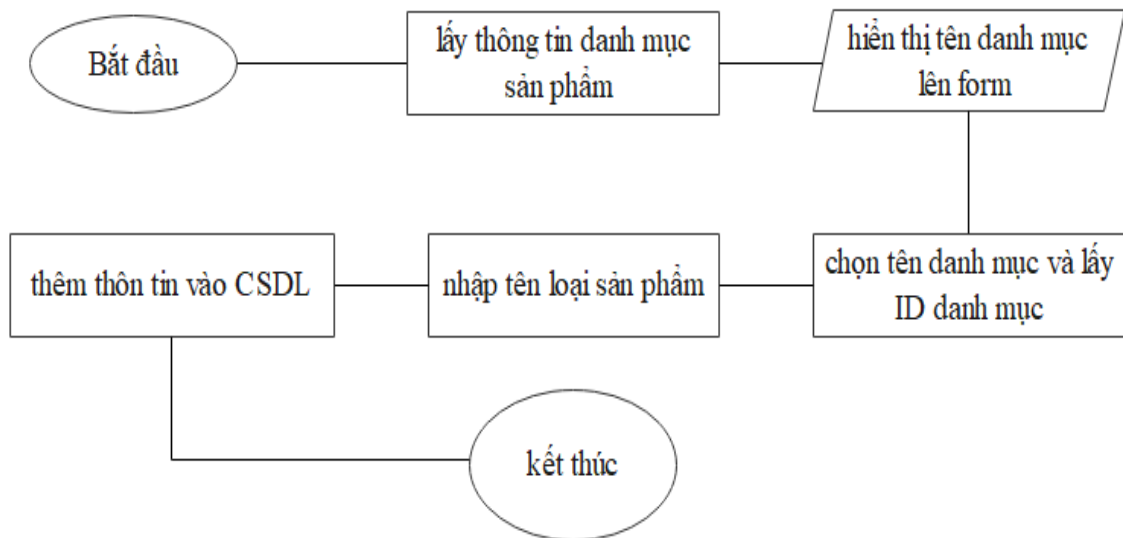 Bắt đầu
lấy thông tin danh mục
sản phẩm
hiển thị tên danh mục
lên form
chọn tên danh mục và lấy
ID danh mục
nhập tên loại sản phẩm
thêm thôn tin vào CSDL
kết thúc